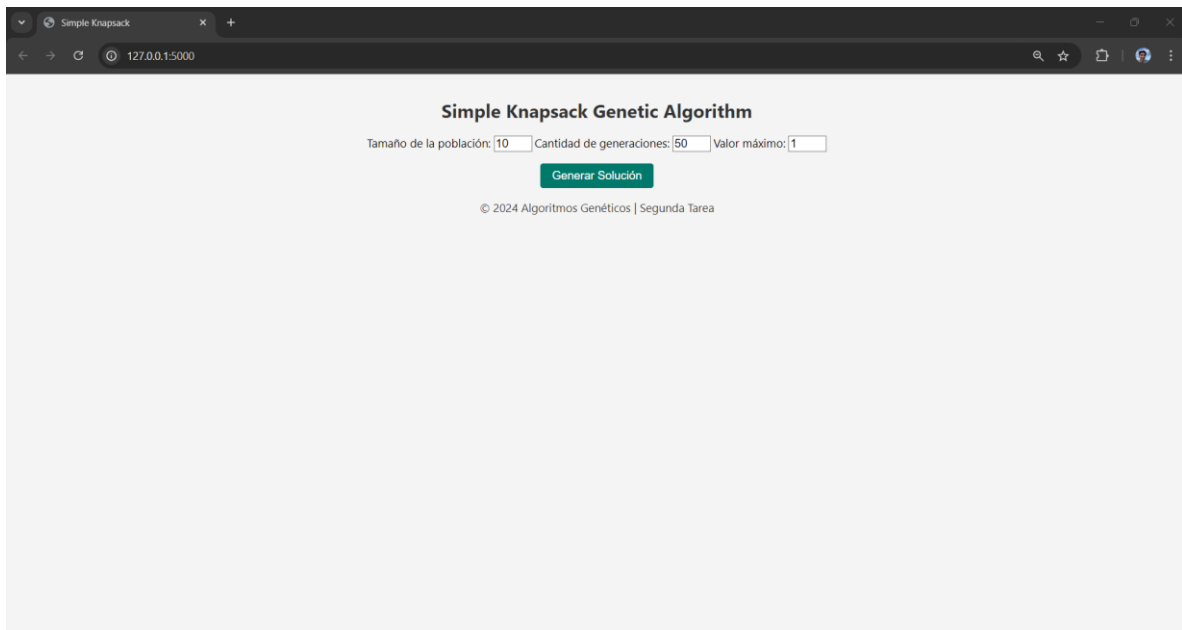 Simple Knapsack
127.0.0.1:5000
Simple Knapsack Genetic Algorithm
Tamaño de la población: 10 Cantidad de generaciones: 50 Valor máximo: 1
Generar Solución
© 2024 Algoritmos Genéticos | Segunda Tarea